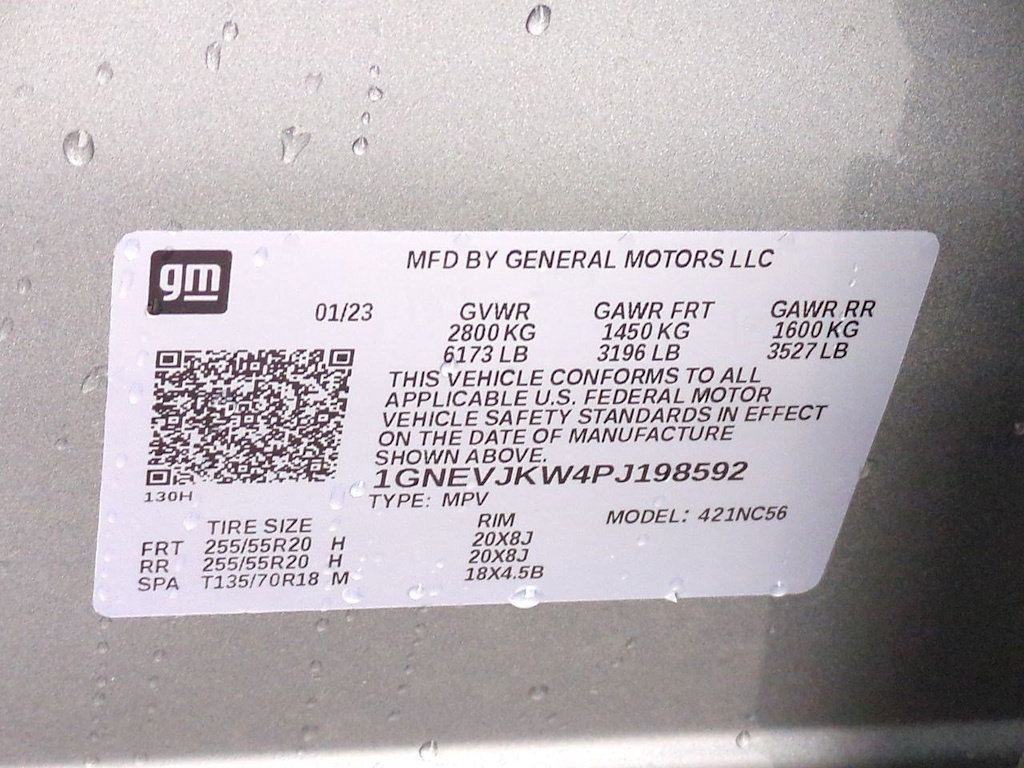 gm
MFD BY GENERAL MOTORS LLC
01/23
GVWR GAWR FRT GAWR RR
2800 KG 1450 KG 1600 KG
6173 LB 3196 LB 3527 LB
THIS VEHICLE CONFORMS TO ALL
APPLICABLE U.S. FEDERAL MOTOR
VEHICLE SAFETY STANDARDS IN EFFECT
ON THE DATE OF MANUFACTURE
SHOWN ABOVE.
1GNEVJKW4PJ198592
130H
TYPE: MPV
MODEL: 421NC56
TIRE SIZE RIM
FRT 255/55R20 H 20X8J
RR 255/55R20 H 20X8J
SPA T135/70R18 M 18X4.5B